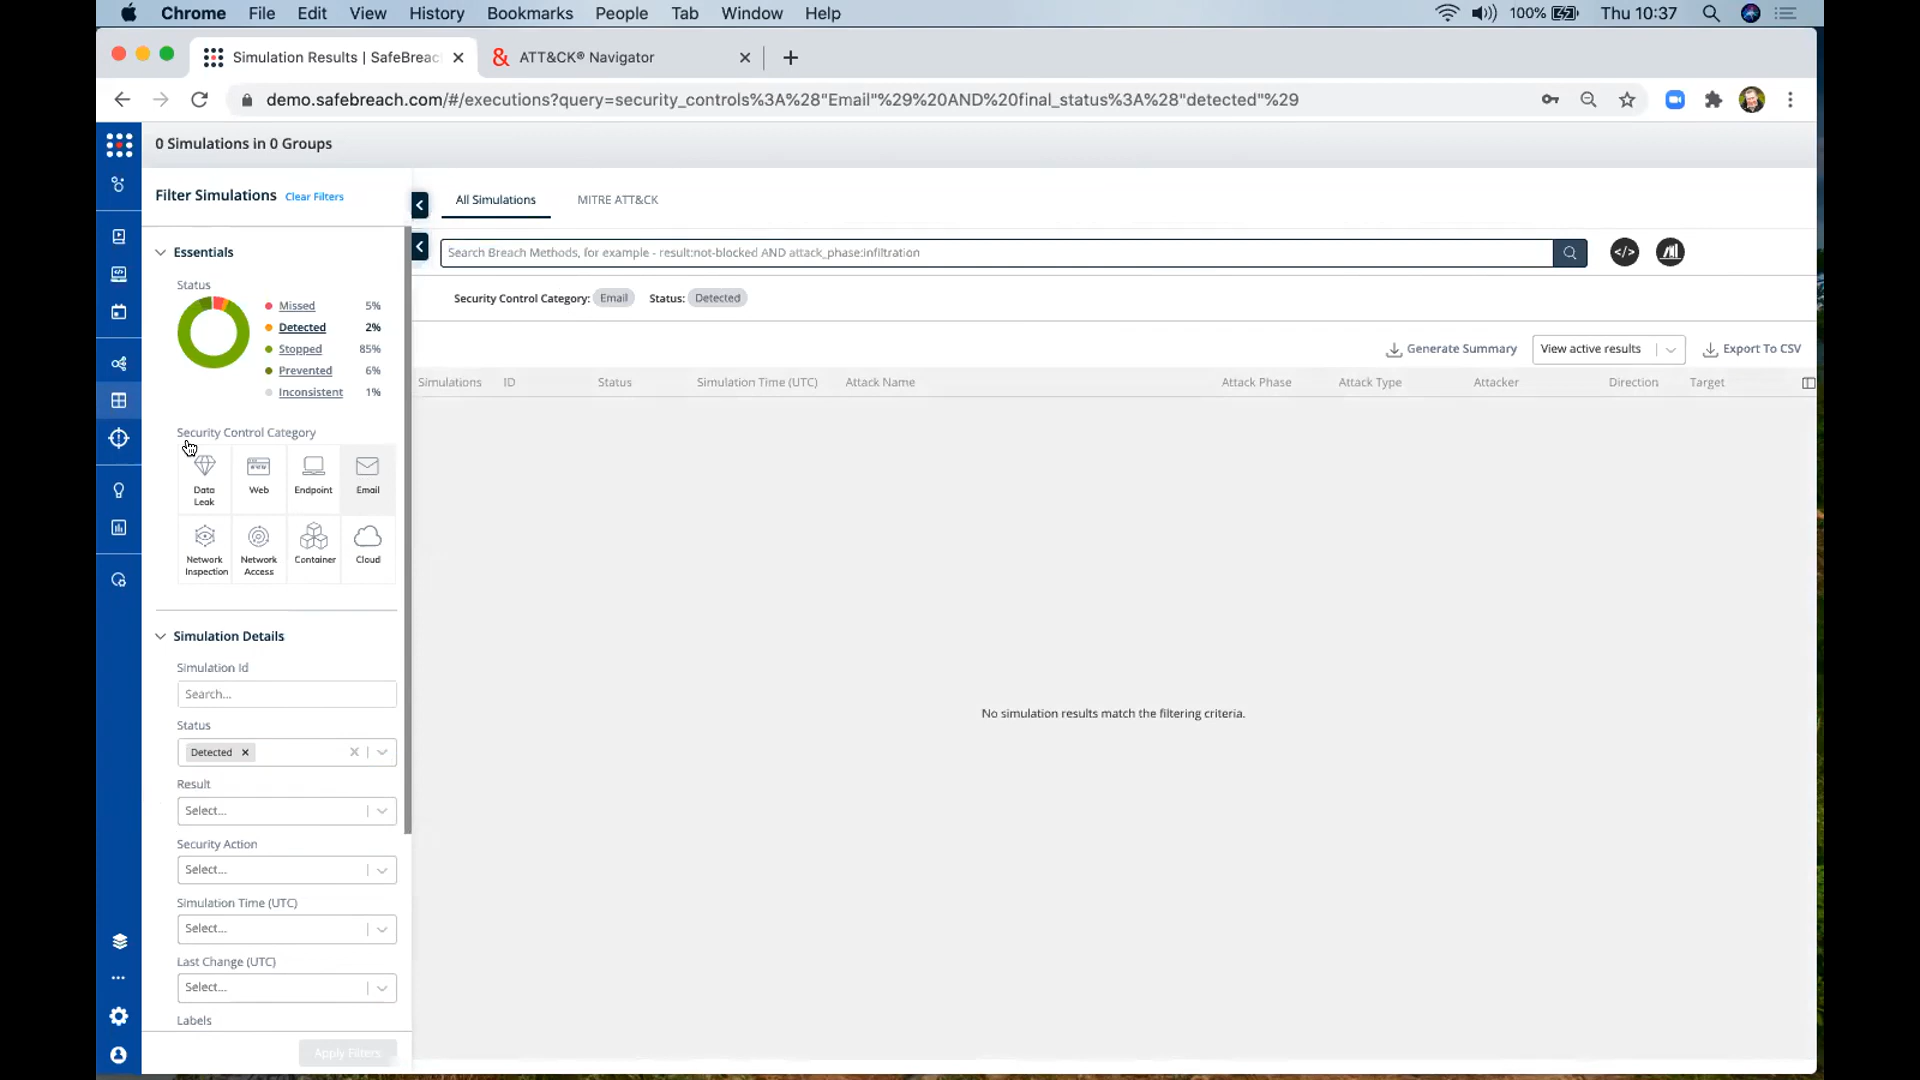 Chrome File Edit View History Bookmarks People Tab Window Help 100% Thu 10:37
Simulation Results | SafeBreac ATT&CK® Navigator
demo.safebreach.com/#/executions?query=security_controls%3A%28"Email"%29%20AND%20final_status%3A%28"detected"%29
0 Simulations in 0 Groups
Filter Simulations Clear Filters
All Simulations MITRE ATT&CK
Essentials
Search Breach Methods, for example - result:not-blocked AND attack_phase:infiltration
</>
Status
Security Control Category: Email Status: Detected
Missed 5%
Detected 2%
Stopped 85%
Prevented 6%
Inconsistent 1%
Generate Summary View active results Export To CSV
Simulations ID Status Simulation Time (UTC) Attack Name Attack Phase Attack Type Attacker Direction Target
Security Control Category
Data Leak
Web
Endpoint
Email
Network Inspection
Network Access
Container
Cloud
Simulation Details
Simulation Id
Search...
No simulation results match the filtering criteria.
Status
Detected
Result
Select...
Security Action
Select...
Simulation Time (UTC)
Select...
Last Change (UTC)
Select...
Labels
Apply Filters